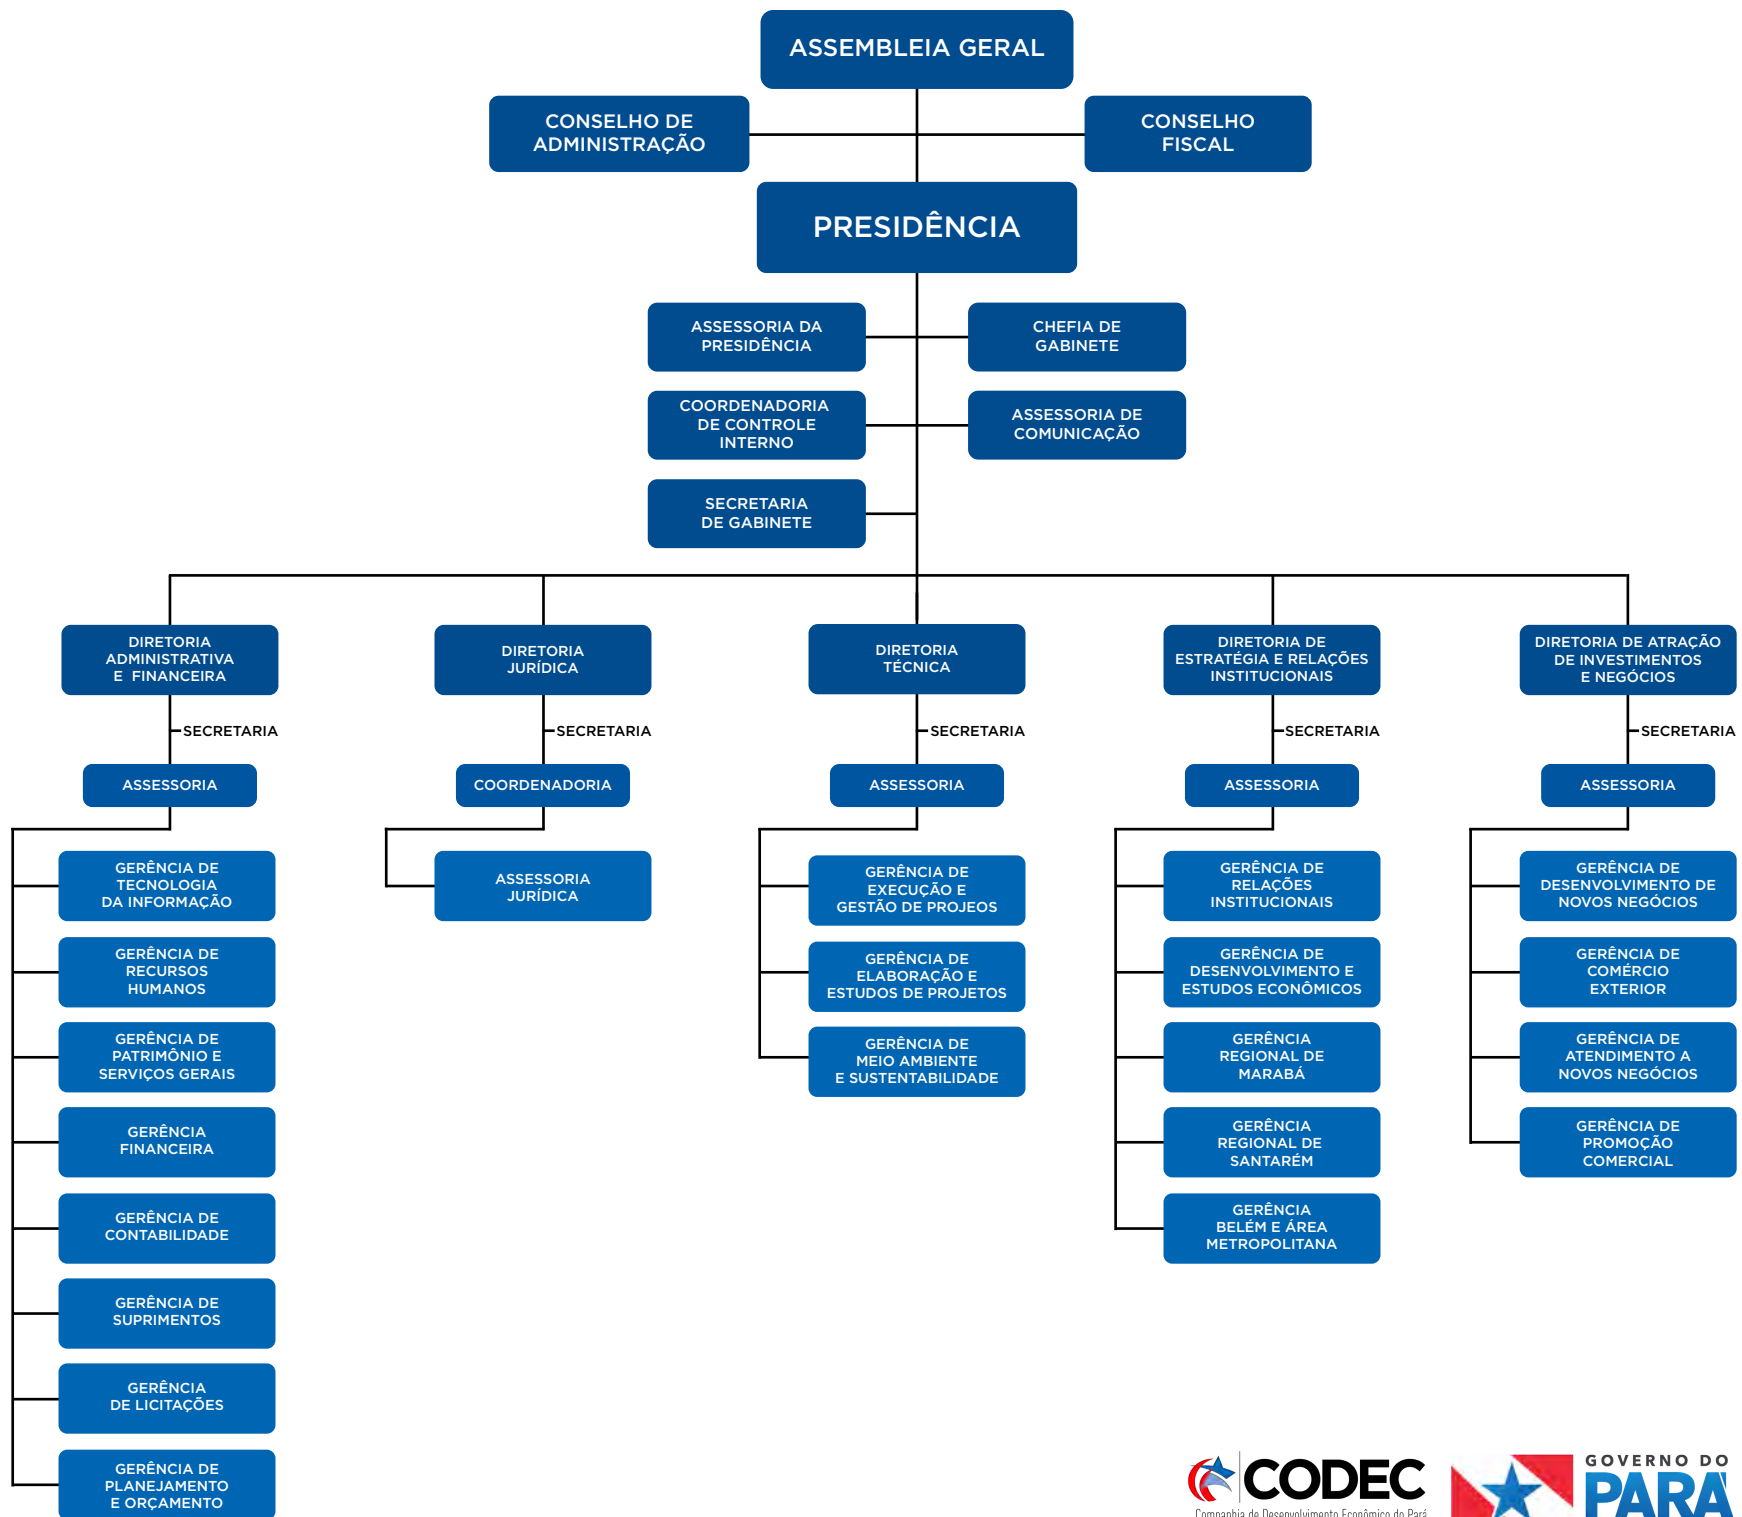 ASSEMBLEIA GERAL
CONSELHO DE
ADMINISTRAÇÃO
CONSELHO
FISCAL
PRESIDÊNCIA
ASSESSORIA DA
PRESIDÊNCIA
CHEFIA DE
GABINETE
COORDENADORIA
DE CONTROLE
INTERNO
ASSESSORIA DE
COMUNICAÇÃO
SECRETARIA
DE GABINETE
DIRETORIA
ADMINISTRATIVA
E FINANCEIRA
SECRETARIA
ASSESSORIA
GERÊNCIA DE
TECNOLOGIA
DA INFORMAÇÃO
GERÊNCIA DE
RECURSOS
HUMANOS
GERÊNCIA DE
PATRIMÔNIO E
SERVIÇOS GERAIS
GERÊNCIA
FINANCEIRA
GERÊNCIA DE
CONTABILIDADE
GERÊNCIA DE
SUPRIMENTOS
GERÊNCIA
DE LICITAÇÕES
GERÊNCIA DE
PLANEJAMENTO
E ORÇAMENTO
DIRETORIA
JURÍDICA
SECRETARIA
COORDENADORIA
ASSESSORIA
JURÍDICA
DIRETORIA
TÉCNICA
SECRETARIA
ASSESSORIA
GERÊNCIA DE
EXECUÇÃO E
GESTÃO DE PROJEOS
GERÊNCIA DE
ELABORAÇÃO E
ESTUDOS DE PROJETOS
GERÊNCIA DE
MEIO AMBIENTE
E SUSTENTABILIDADE
DIRETORIA DE
ESTRATÉGIA E RELAÇÕES
INSTITUCIONAIS
SECRETARIA
ASSESSORIA
GERÊNCIA DE
RELAÇÕES
INSTITUCIONAIS
GERÊNCIA DE
DESENVOLVIMENTO E
ESTUDOS ECONÔMICOS
GERÊNCIA
REGIONAL DE
MARABÁ
GERÊNCIA
REGIONAL DE
SANTARÉM
GERÊNCIA
BELÉM E ÁREA
METROPOLITANA
DIRETORIA DE ATRAÇÃO
DE INVESTIMENTOS
E NEGÓCIOS
SECRETARIA
ASSESSORIA
GERÊNCIA DE
DESENVOLVIMENTO DE
NOVOS NEGÓCIOS
GERÊNCIA DE
COMÉRCIO
EXTERIOR
GERÊNCIA DE
ATENDIMENTO A
NOVOS NEGÓCIOS
GERÊNCIA DE
PROMOÇÃO
COMERCIAL
CODEC
Companhia de Desenvolvimento Econômico do Pará
GOVERNO DO
PARÁ